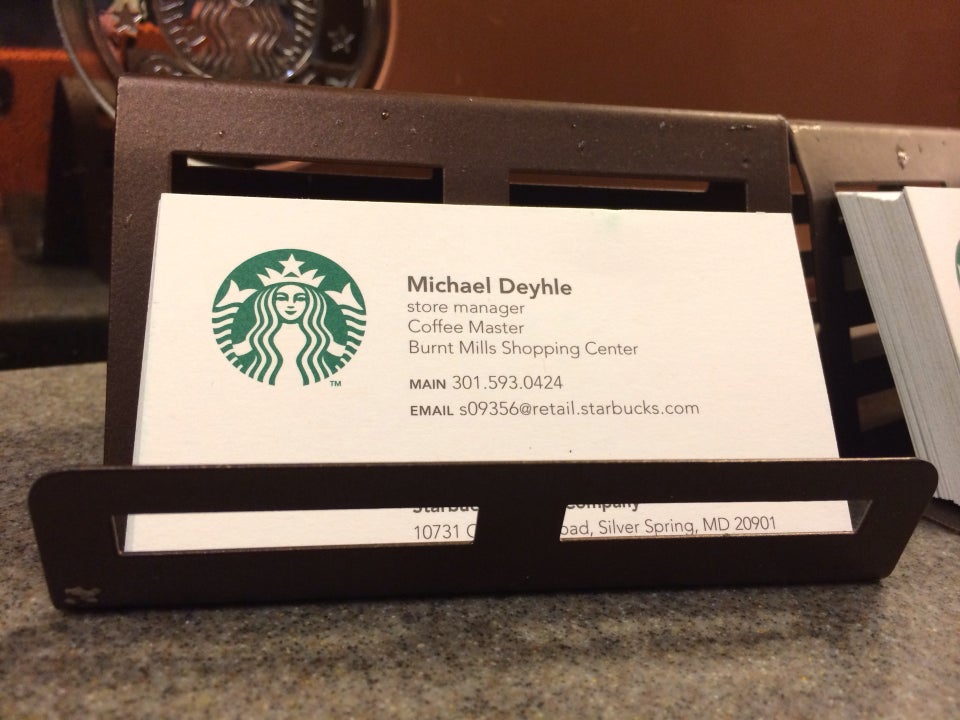 TM
Michael Deyhle
store manager
Coffee Master
Burnt Mills Shopping Center
MAIN 301.593.0424
EMAIL s09356@retail.starbucks.com
10731 Silver Spring, MD 20901